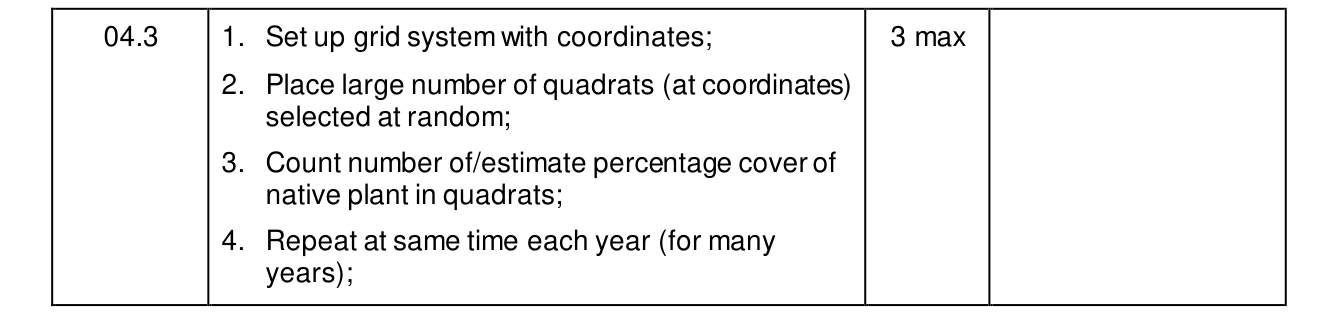 04.3 1. Set up grid system with coordinates; 3 max
2. Place large number of quadrats (at coordinates)
selected at random;
3. Count number of/estimate percentage cover of
native plant in quadrats;
4. Repeat at same time each year (for many
years);